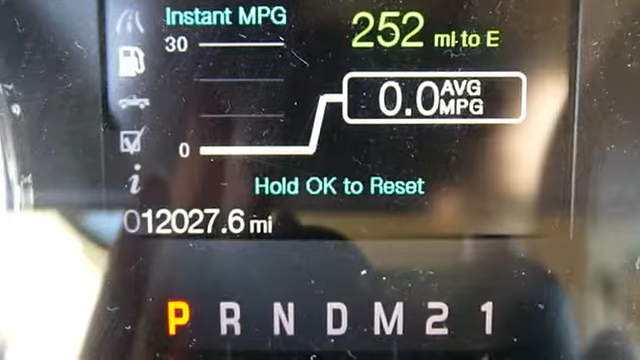 Instant MPG
252 mi to E
30
0.0 AVG MPG
0
Hold OK to Reset
012027.6 mi
P R N D M 2 1